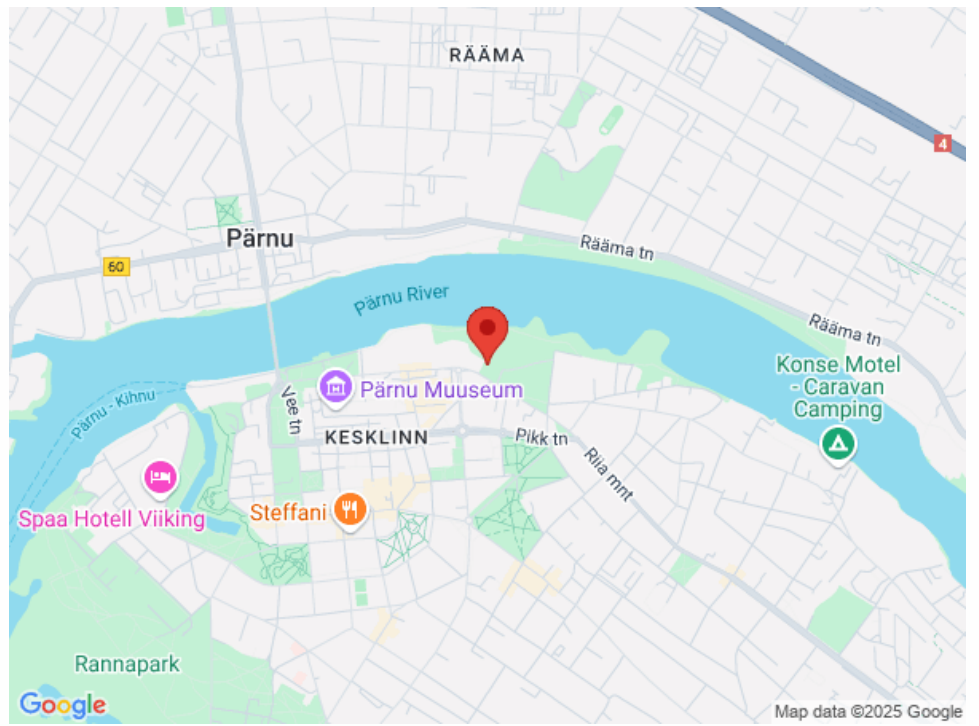 RÄÄMA
4
Pärnu
60
Rääma tn
Pärnu River
Rääma tn
Konse Motel
- Caravan
Camping
Pärnu - Kihnu
Vee tn
Pärnu Muuseum
KESKLINN
Pikk tn
Riia mnt
Spaa Hotell Viiking
Steffani
Rannapark
Google
Map data ©2025 Google